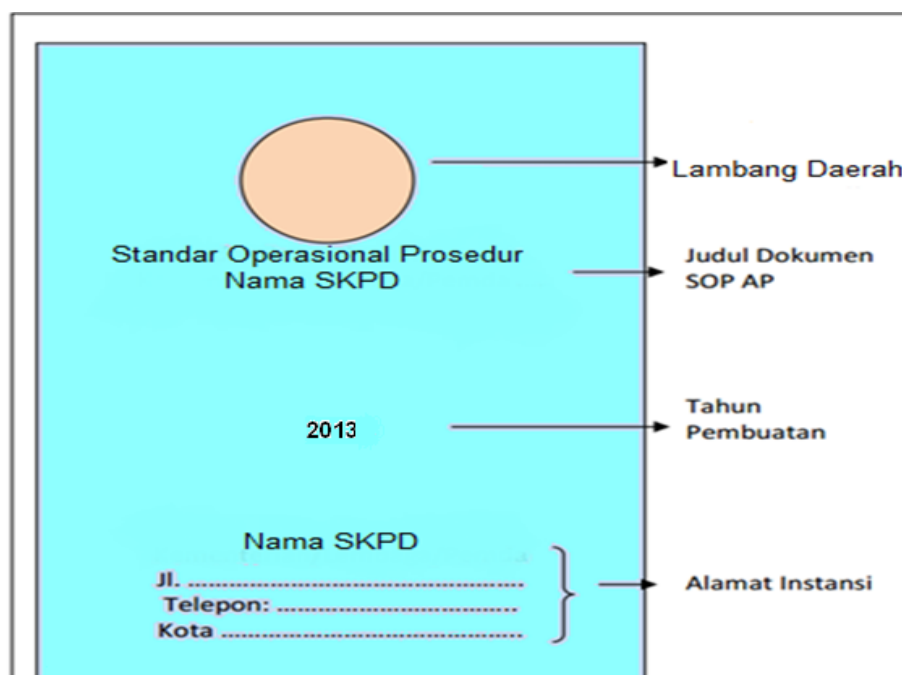 Lambang Daerah
Standar Operasional Prosedur
Nama SKPD
Judul Dokumen
SOP AP
2013
Tahun
Pembuatan
Nama SKPD
Jl. ........................................................
Telepon: ........................................
Kota ..................................................
Alamat Instansi